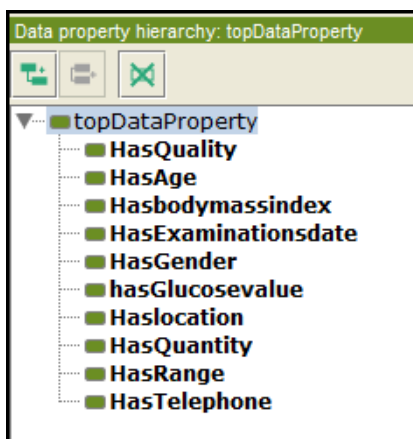 Data property hierarchy: topDataProperty
topDataProperty
HasQuality
HasAge
Hasbodymassindex
HasExaminationsdate
HasGender
hasGlucosevalue
Haslocation
HasQuantity
HasRange
HasTelephone